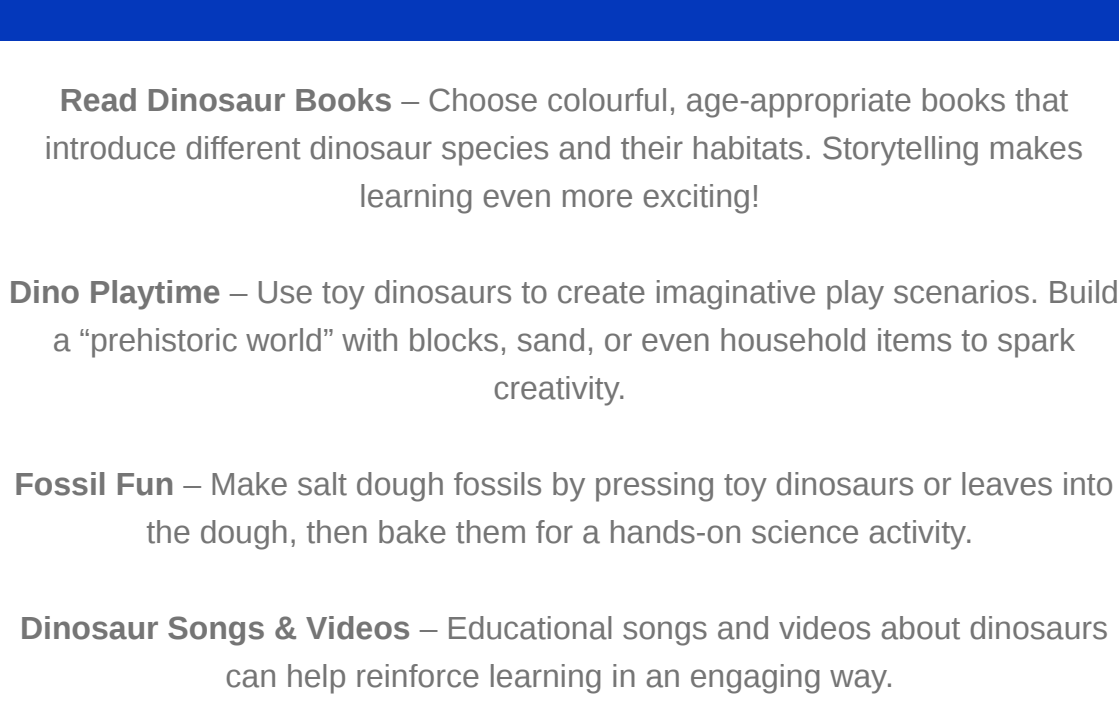 Read Dinosaur Books – Choose colourful, age-appropriate books that
introduce different dinosaur species and their habitats. Storytelling makes
learning even more exciting!
Dino Playtime – Use toy dinosaurs to create imaginative play scenarios. Build
a “prehistoric world” with blocks, sand, or even household items to spark
creativity.
Fossil Fun – Make salt dough fossils by pressing toy dinosaurs or leaves into
the dough, then bake them for a hands-on science activity.
Dinosaur Songs & Videos – Educational songs and videos about dinosaurs
can help reinforce learning in an engaging way.